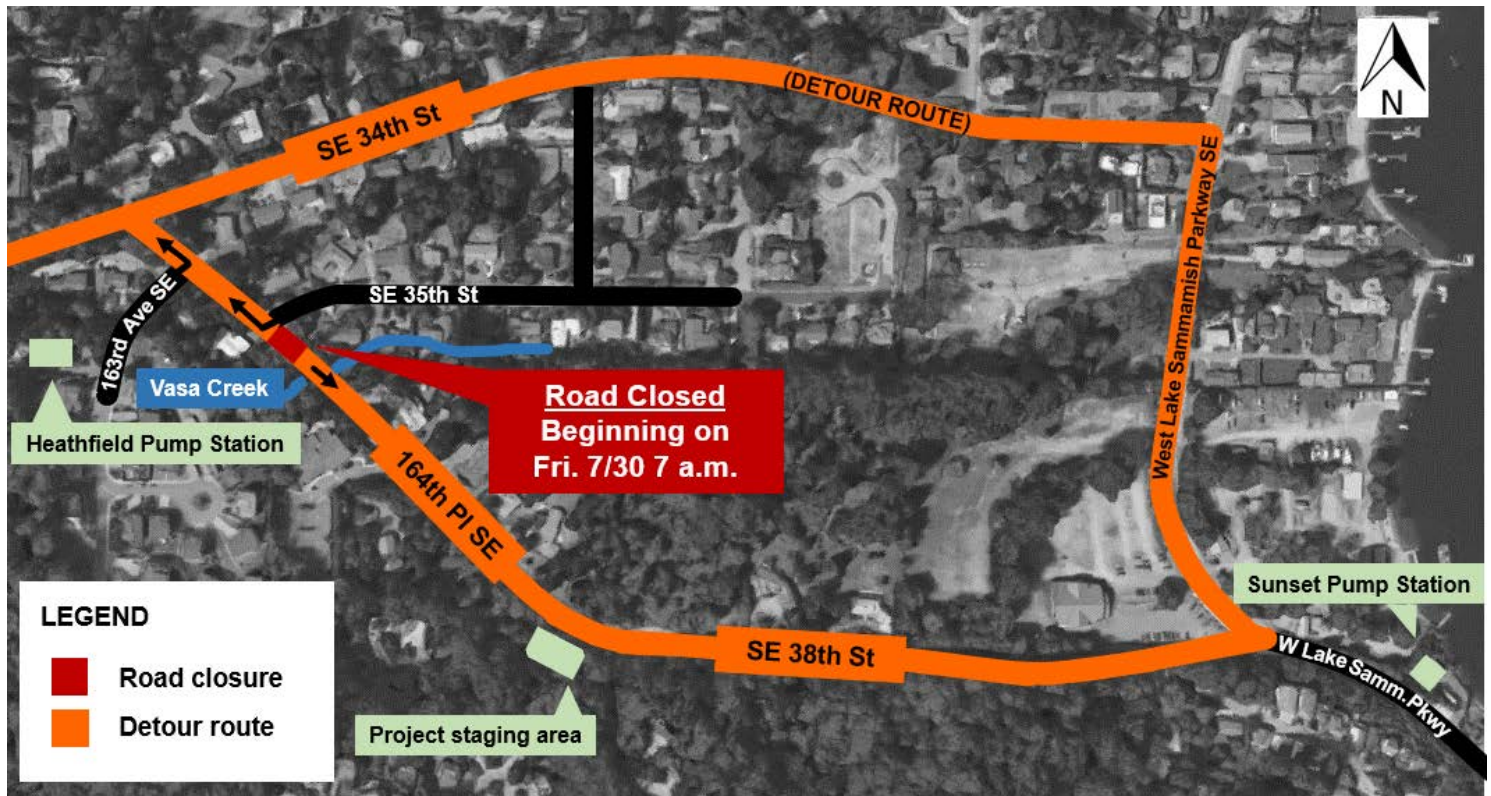 SE 34th St
(DETOUR ROUTE)
N
West Lake Sammamish Parkway SE
163rd Ave SE
SE 35th St
Vasa Creek
Heathfield Pump Station
Road Closed
Beginning on
Fri. 7/30 7 a.m.
164th Pl SE
Sunset Pump Station
SE 38th St
W Lake Samm. Pkwy
Project staging area
LEGEND
Road closure
Detour route